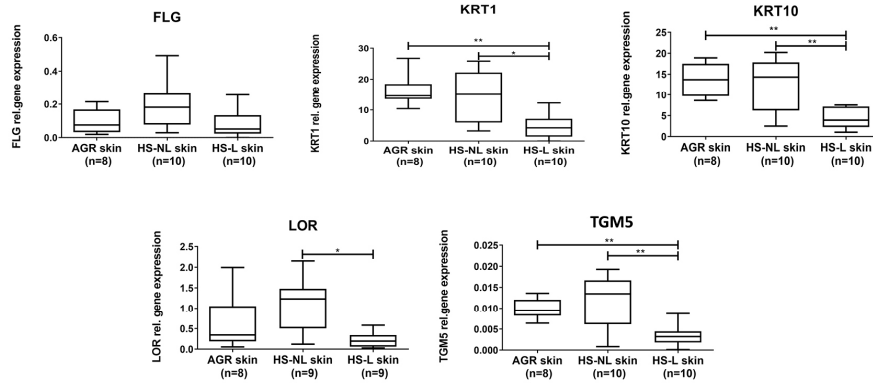 FLG
FLG rel.gene expression
0.6
0.4
0.2
0.0
AGR skin HS-NL skin HS-L skin
(n=8) (n=10) (n=10)
KRT1
KRT1 rel. gene expression
30
20
10
0
**
*
AGR skin HS-NL skin HS-L skin
(n=8) (n=10) (n=10)
KRT10
KRT10 rel.gene expression
25
20
15
10
5
0
**
**
AGR skin HS-NL skin HS-L skin
(n=8) (n=10) (n=10)
LOR
LOR rel. gene expression
2.5
2.0
1.5
1.0
0.5
0.0
*
AGR skin HS-NL skin HS-L skin
(n=8) (n=9) (n=9)
TGM5
TGM5 rel.gene expression
0.025
0.020
0.015
0.010
0.005
0.000
**
**
AGR skin HS-NL skin HS-L skin
(n=8) (n=10) (n=10)